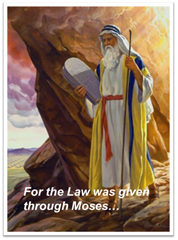 For the Law was given
through Moses…